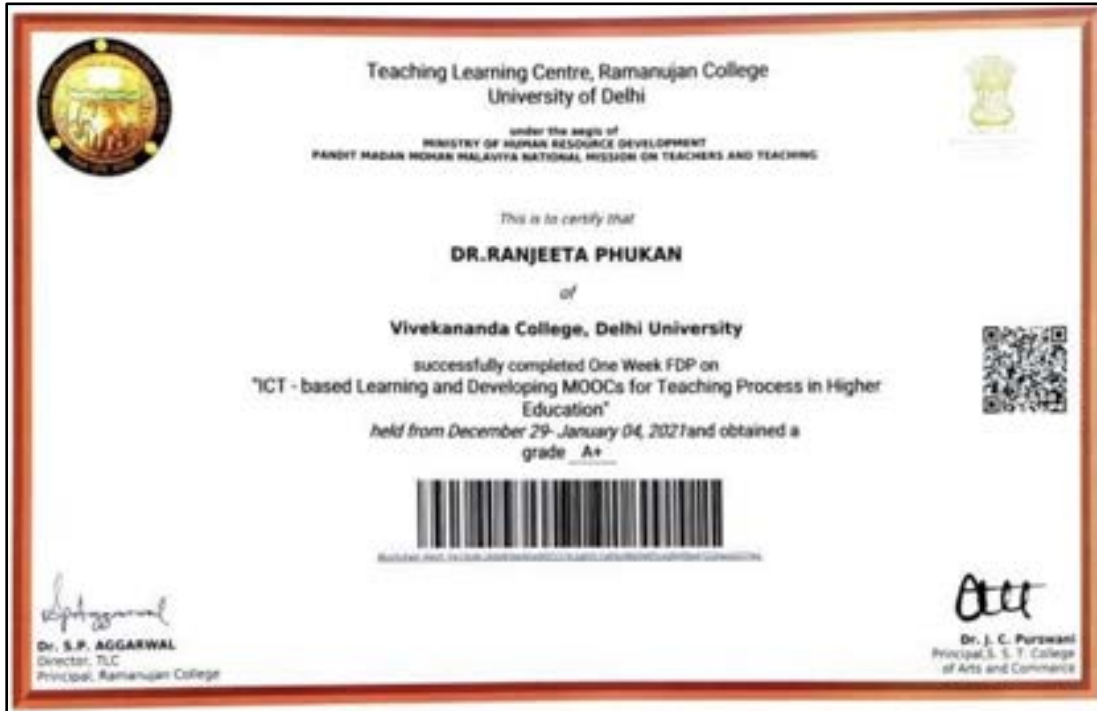 Teaching Learning Centre, Ramanujan College
University of Delhi
under the aegis of
MINISTRY OF HUMAN RESOURCE DEVELOPMENT
PANDIT MADAN MOHAN MALAVIYA NATIONAL MISSION ON TEACHERS AND TEACHING
This is to certify that
DR.RANJEETA PHUKAN
of
Vivekananda College, Delhi University
successfully completed One Week FDP on
"ICT - based Learning and Developing MOOCs for Teaching Process in Higher
Education"
held from December 29- January 04, 2021and obtained a
grade A+
Dr. S.P. AGGARWAL
Director, TLC
Principal, Ramanujan College
Dr. J. C. Purswani
Principal,S. S. T. College
of Arts and Commerce